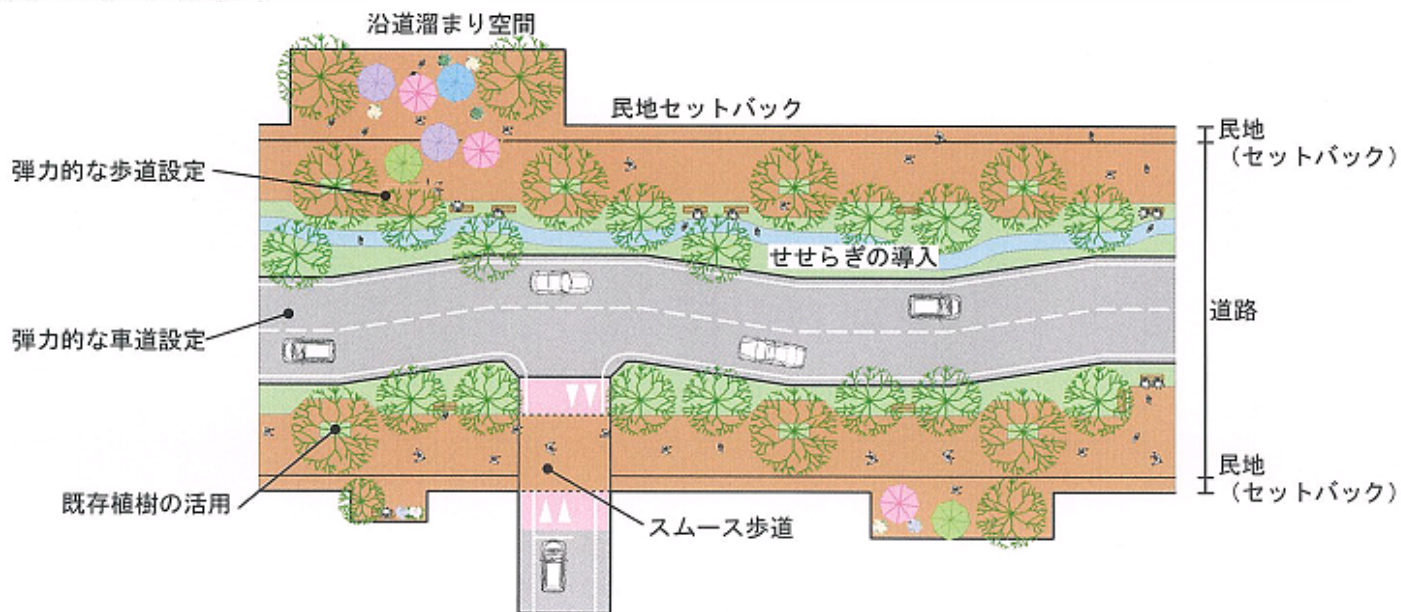 沿道溜まり空間
民地セットバック
民地
（セットバック）
弾力的な歩道設定
せせらぎの導入
道路
弾力的な車道設定
民地
（セットバック）
既存植樹の活用
スムース歩道